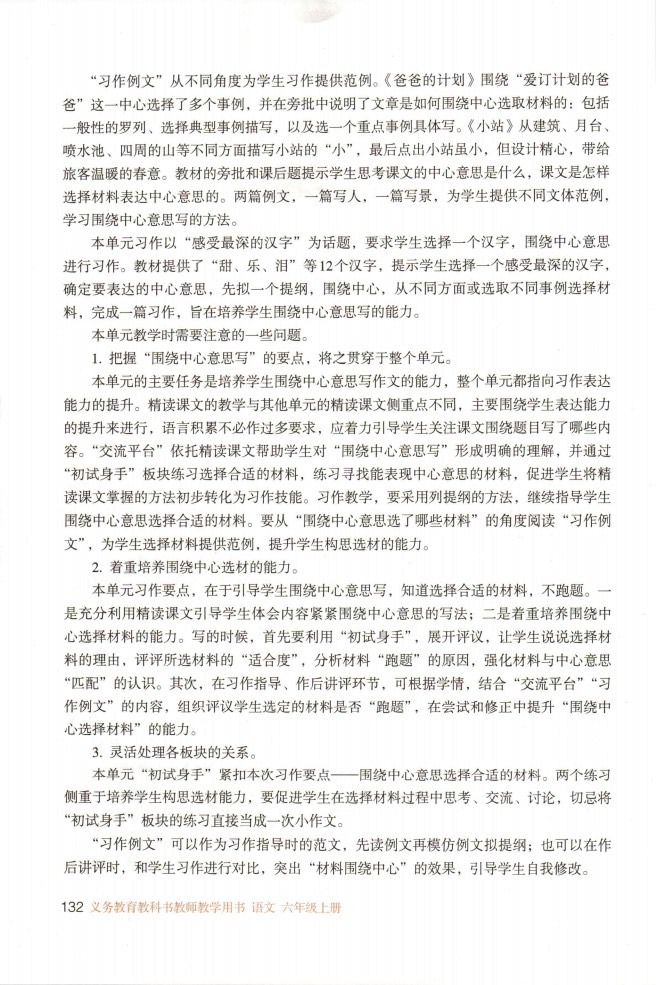 “习作例文”从不同角度为学生习作提供范例。《爸爸的计划》围绕“爱订计划的爸
爸”这一中心选择了多个事例，并在旁批中说明了文章是如何围绕中心选取材料的：包括
一般性的罗列、选择典型事例描写，以及选一个重点事例具体写。《小站》从建筑、月台、
喷水池、四周的山等不同方面描写小站的“小”，最后点出小站虽小，但设计精心，带给
旅客温暖的春意。教材的旁批和课后题提示学生思考课文的中心意思是什么，课文是怎样
选择材料表达中心意思的。两篇例文，一篇写人，一篇写景，为学生提供不同文体范例，
学习围绕中心意思写的方法。
本单元习作以“感受最深的汉字”为话题，要求学生选择一个汉字，围绕中心意思
进行习作。教材提供了“甜、乐、泪”等12个汉字，提示学生选择一个感受最深的汉字，
确定要表达的中心意思，先拟一个提纲，围绕中心，从不同方面或选取不同事例选择材
料，完成一篇习作，旨在培养学生围绕中心意思写的能力。
本单元教学时需要注意的一些问题。
1. 把握“围绕中心意思写”的要点，将之贯穿于整个单元。
本单元的主要任务是培养学生围绕中心意思写作文的能力，整个单元都指向习作表达
能力的提升。精读课文的教学与其他单元的精读课文侧重点不同，主要围绕学生表达能力
的提升来进行，语言积累不必作过多要求，应着力引导学生关注课文围绕题目写了哪些内
容。“交流平台”依托精读课文帮助学生对“围绕中心意思写”形成明确的理解，并通过
“初试身手”板块练习选择合适的材料，练习寻找能表现中心意思的材料，促进学生将精
读课文掌握的方法初步转化为习作技能。习作教学，要采用列提纲的方法，继续指导学生
围绕中心意思选择合适的材料。要从“围绕中心意思选了哪些材料”的角度阅读“习作例
文”，为学生选择材料提供范例，提升学生构思选材的能力。
2. 着重培养围绕中心选材的能力。
本单元习作要点，在于引导学生围绕中心意思写，知道选择合适的材料，不跑题。一
是充分利用精读课文引导学生体会内容紧紧围绕中心意思的写法；二是着重培养围绕中
心选择材料的能力。写的时候，首先要利用“初试身手”，展开评议，让学生说说选择材
料的理由，评评所选材料的“适合度”，分析材料“跑题”的原因，强化材料与中心意思
“匹配”的认识。其次，在习作指导、作后讲评环节，可根据学情，结合“交流平台”“习
作例文”的内容，组织评议学生选定的材料是否“跑题”，在尝试和修正中提升“围绕中
心选择材料”的能力。
3. 灵活处理各板块的关系。
本单元“初试身手”紧扣本次习作要点——围绕中心意思选择合适的材料。两个练习
侧重于培养学生构思选材能力，要促进学生在选择材料过程中思考、交流、讨论，切忌将
“初试身手”板块的练习直接当成一次小作文。
“习作例文”可以作为习作指导时的范文，先读例文再模仿例文拟提纲；也可以在作
后讲评时，和学生习作进行对比，突出“材料围绕中心”的效果，引导学生自我修改。
132 义务教育教科书教师教学用书 语文 六年级上册